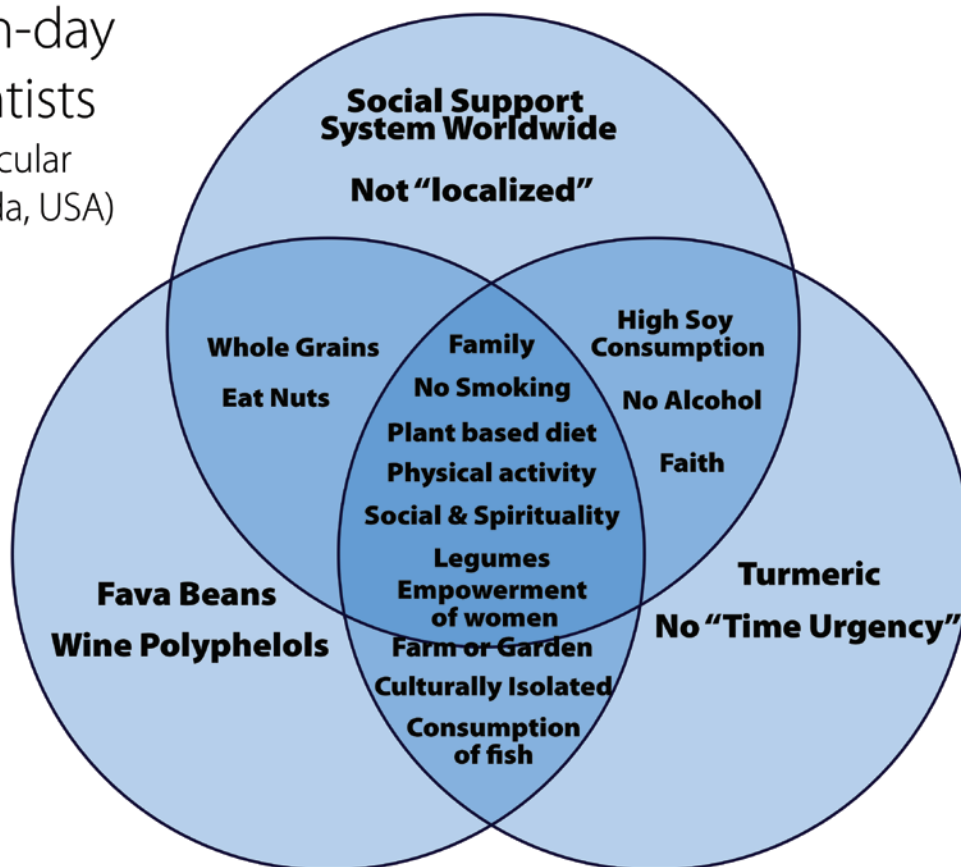 n-day
tists
cular
da, USA)
Social Support
System Worldwide
Not “localized”
Whole Grains
Eat Nuts
Family
No Smoking
Plant based diet
Physical activity
Social & Spirituality
Legumes
Empowerment
of women
High Soy
Consumption
No Alcohol
Faith
Fava Beans
Wine Polyphelols
Turmeric
No “Time Urgency”
Farm or Garden
Culturally Isolated
Consumption
of fish